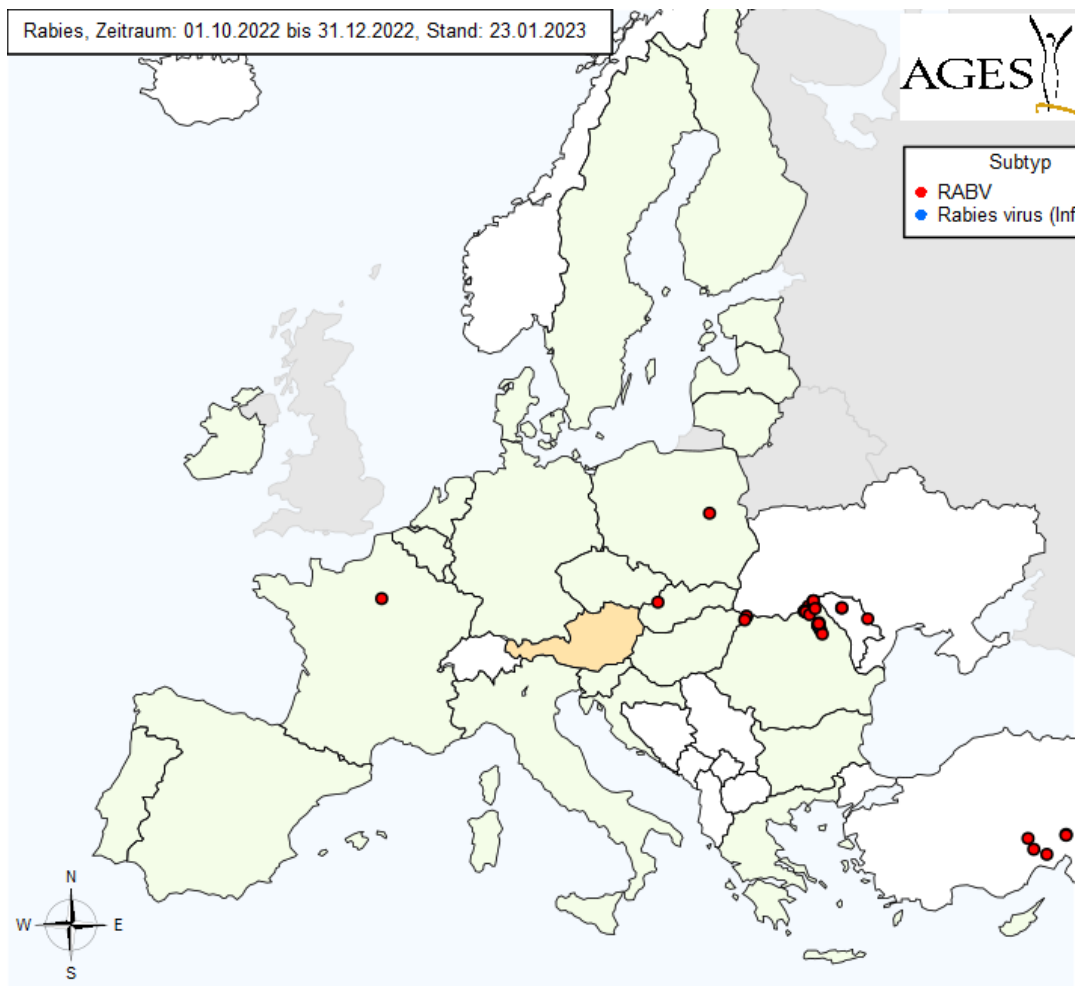 Rabies, Zeitraum: 01.10.2022 bis 31.12.2022, Stand: 23.01.2023
AGES
Subtyp
RABV
Rabies virus (Inf
N
W E
S